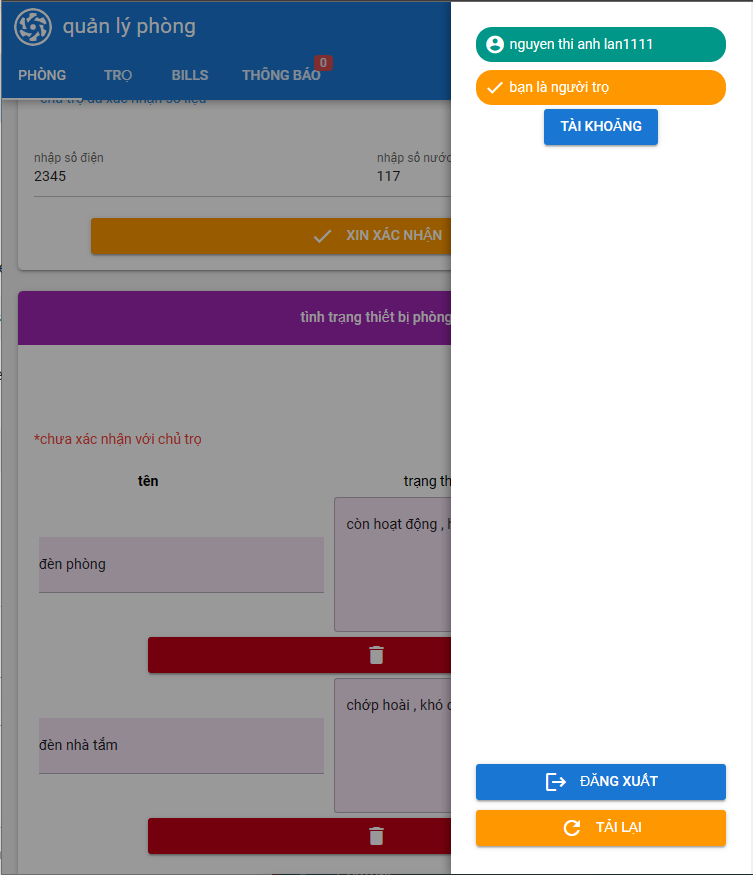 quản lý phòng
PHÒNG
TRỌ
BILLS
THÔNG BÁO
0
nhập số điện
2345
nhập số nước
117
XIN XÁC NHẬN
tình trạng thiết bị phòng
*chưa xác nhận với chủ trọ
tên
trạng th
đèn phòng
còn hoạt động , h
đèn nhà tắm
chớp hoài , khó
nguyen thi anh lan1111
bạn là người trọ
TÀI KHOẢNG
ĐĂNG XUẤT
TẢI LẠI